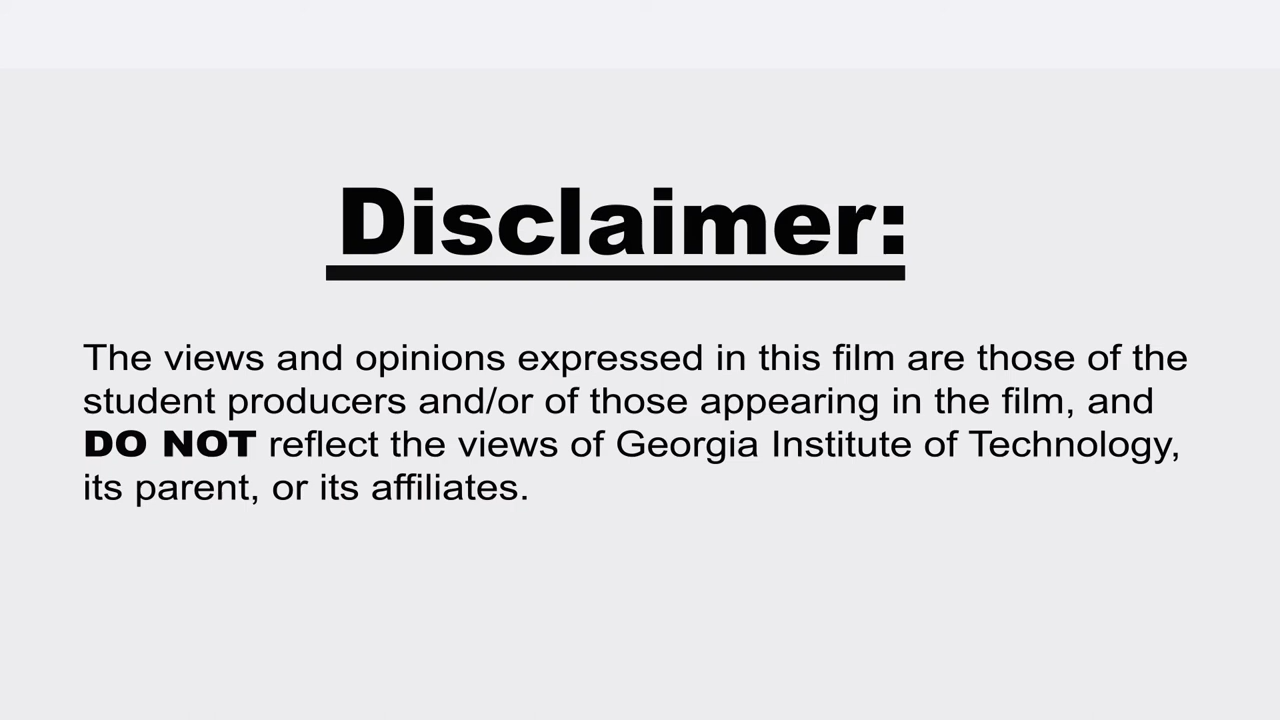 Disclaimer:
The views and opinions expressed in this film are those of the
student producers and/or of those appearing in the film, and
DO NOT reflect the views of Georgia Institute of Technology,
its parent, or its affiliates.